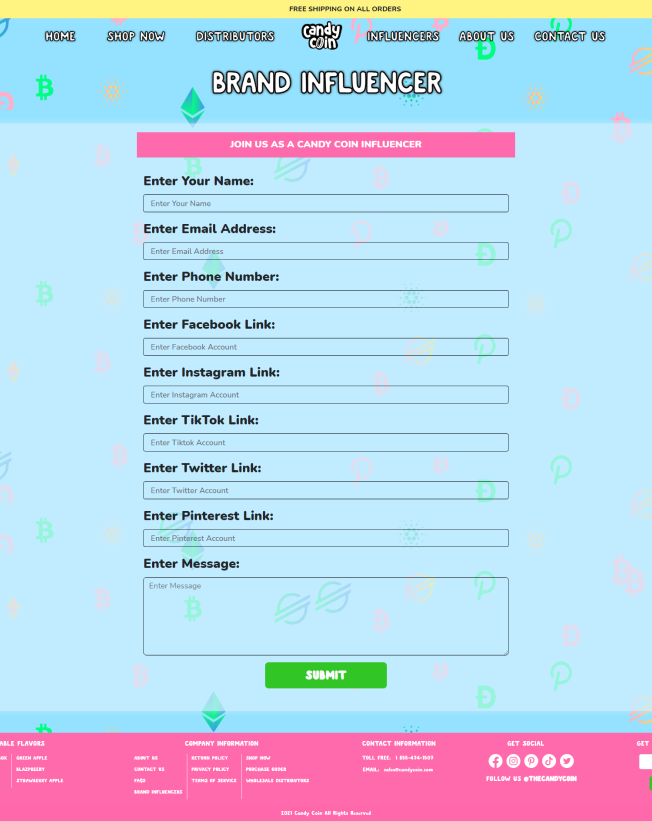 FREE SHIPPING ON ALL ORDERS
HOME SHOP NOW DISTRIBUTORS Candy Coin INFLUENCERS ABOUT US CONTACT US
BRAND INFLUENCER
JOIN US AS A CANDY COIN INFLUENCER
Enter Your Name:
Enter Your Name
Enter Email Address:
Enter Email Address
Enter Phone Number:
Enter Phone Number
Enter Facebook Link:
Enter Facebook Account
Enter Instagram Link:
Enter Instagram Account
Enter TikTok Link:
Enter Tiktok Account
Enter Twitter Link:
Enter Twitter Account
Enter Pinterest Link:
Enter Pinterest Account
Enter Message:
Enter Message
SUBMIT
ABLE FLAVORS COMPANY INFORMATION CONTACT INFORMATION GET SOCIAL GET
OX GREEN APPLE ABOUT US RETURN POLICY SHOP NOW TOLL FREE:
BLAZPBERRY CONTACT US PRIVACY POLICY PURCHASE ORDER EMAIL: sales@candycoin.com
STRAWBERRY APPLE FAQS TERMS OF SERVICE WHOLESALE DISTRIBUTORS FOLLOW US @THECANDYCOIN
BRAND INFLUENCERS
2021 Candy Coin All Rights Reserved